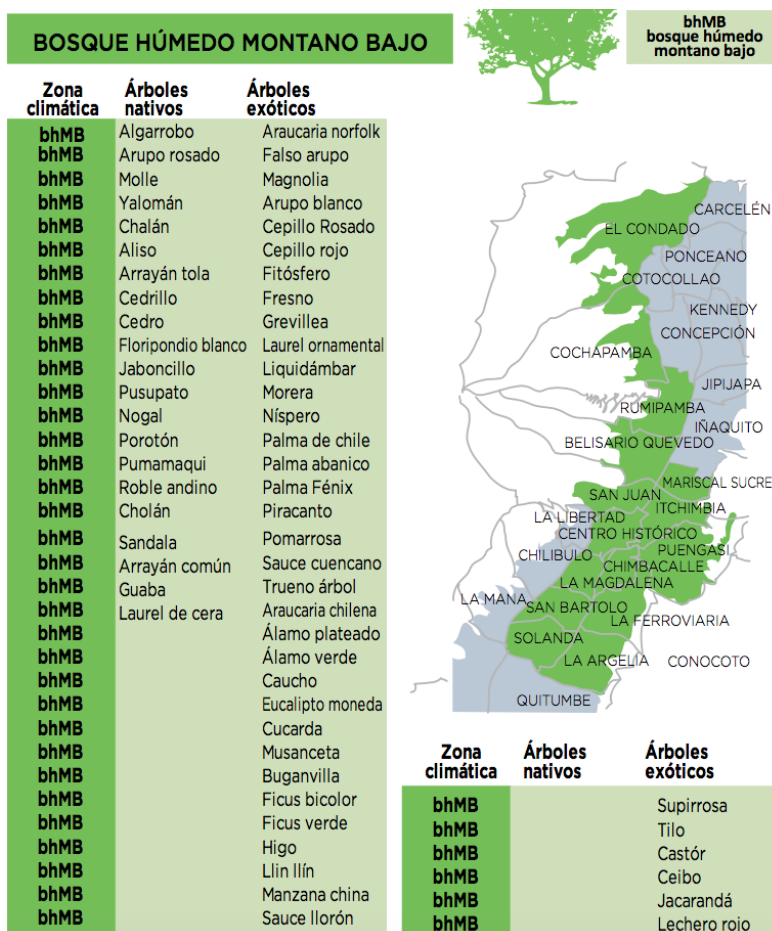 BOSQUE HÚMEDO MONTANO BAJO
bhMB
bosque húmedo
montano bajo
Zona climática Árboles nativos Árboles exóticos
bhMB Algarrobo Araucaria norfolk
bhMB Arupo rosado Falso arupo
bhMB Molle Magnolia
bhMB Yalomán Arupo blanco
bhMB Chalán Cepillo Rosado
bhMB Aliso Cepillo rojo
bhMB Arrayán tola Fitósfero
bhMB Cedrillo Fresno
bhMB Cedro Grevillea
bhMB Floripondio blanco Laurel ornamental
bhMB Jaboncillo Liquidámbar
bhMB Pusupato Morera
bhMB Nogal Níspero
bhMB Porotón Palma de chile
bhMB Pumamaqui Palma abanico
bhMB Roble andino Palma Fénix
bhMB Cholán Piracanto
bhMB Sandala Pomarrosa
bhMB Arrayán común Sauce cuencano
bhMB Guaba Trueno árbol
bhMB Laurel de cera Araucaria chilena
bhMB Álamo plateado
bhMB Álamo verde
bhMB Caucho
bhMB Eucalipto moneda
bhMB Cucarda
bhMB Musanceta
bhMB Buganvilla
bhMB Ficus bicolor
bhMB Ficus verde
bhMB Higo
bhMB Llin llín
bhMB Manzana china
bhMB Sauce llorón
CARCELÉN
EL CONDADO
PONCEANO
COTOCOLLAO
KENNEDY
CONCEPCIÓN
COCHAPAMBA
JIPIJAPA
RUMIPAMBA
IÑAQUITO
BELISARIO QUEVEDO
MARISCAL SUCRE
SAN JUAN
ITCHIMBIA
LA LIBERTAD
CENTRO HISTÓRICO
PUENGASI
CHILIBULO
CHIMBACALLE
LA MAGDALENA
LA MANA
SAN BARTOLO
LA FERROVIARIA
SOLANDA
LA ARGELIA
CONOCOTO
QUITUMBE
Zona climática Árboles nativos Árboles exóticos
bhMB Supirrosa
bhMB Tilo
bhMB Castór
bhMB Ceibo
bhMB Jacarandá
bhMB Lechero rojo